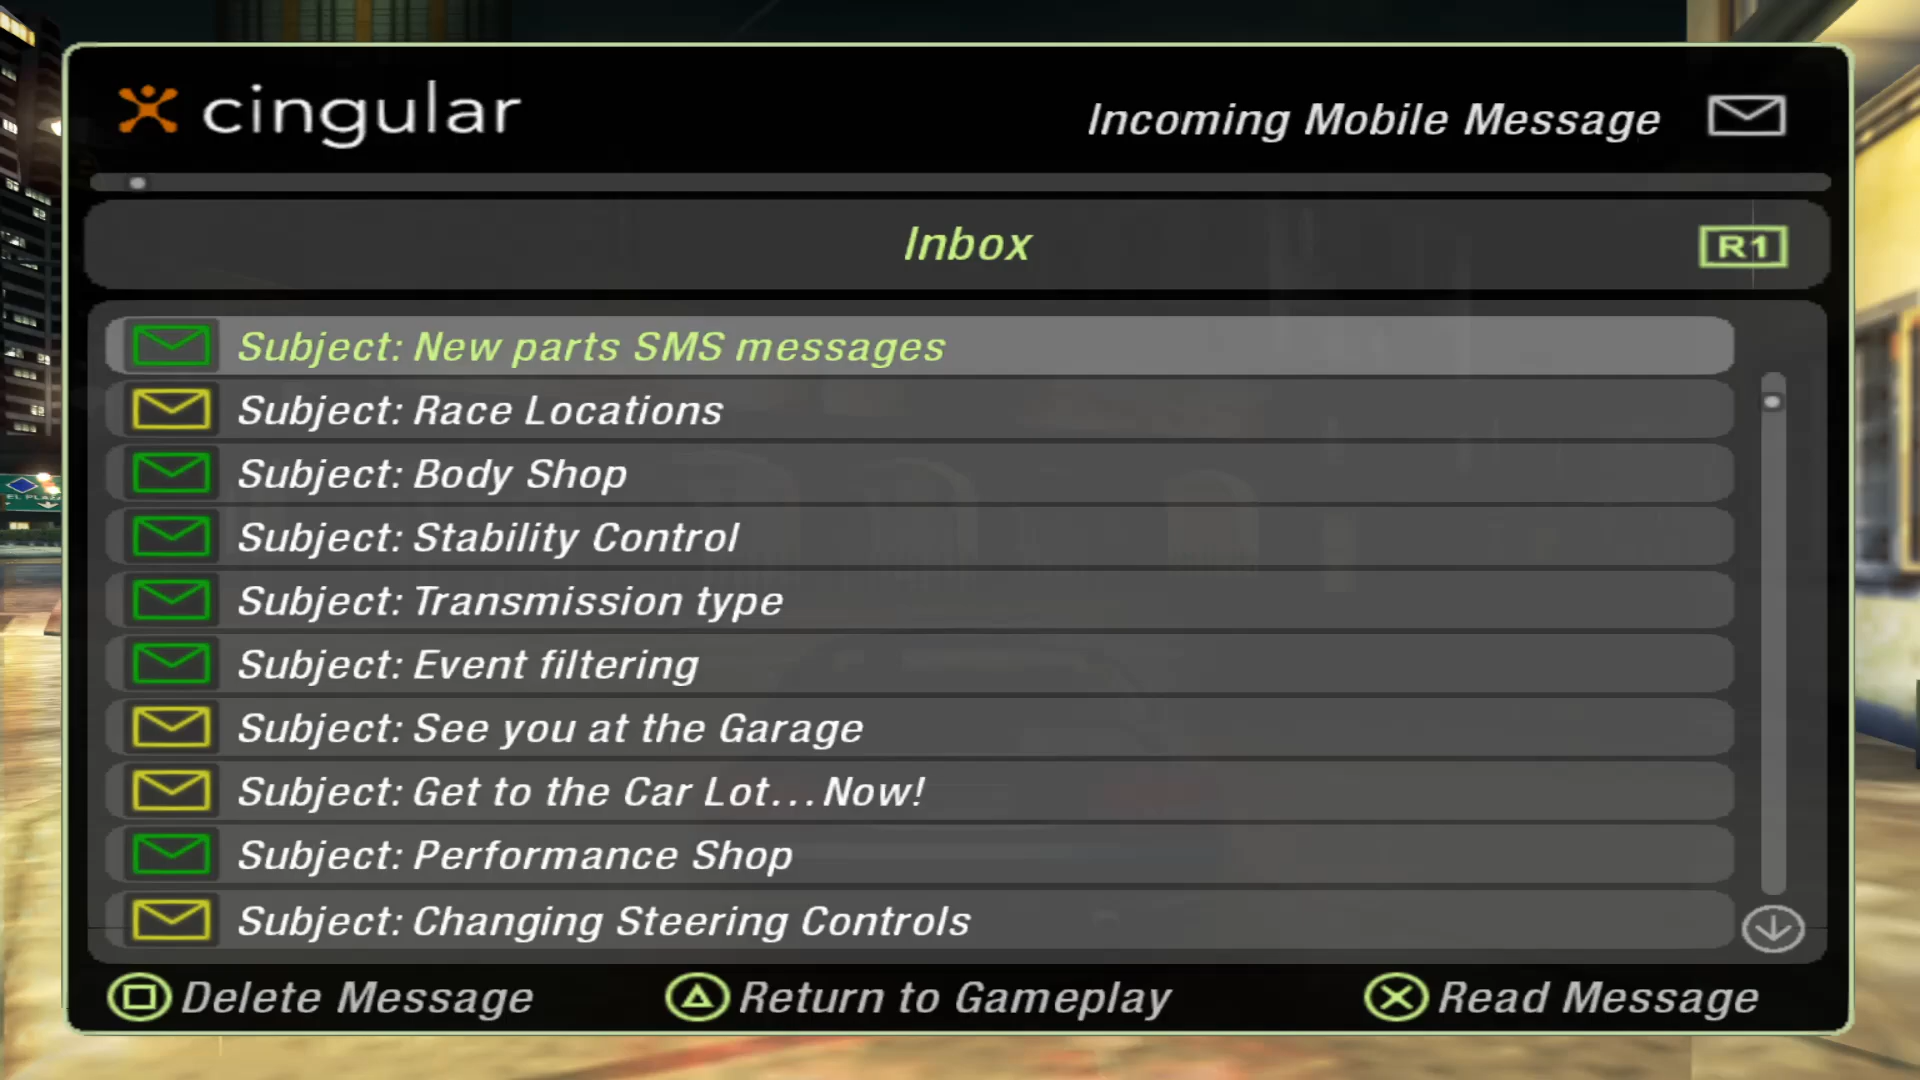 cingular
Incoming Mobile Message
Inbox
R1
Subject: New parts SMS messages
Subject: Race Locations
Subject: Body Shop
Subject: Stability Control
Subject: Transmission type
Subject: Event filtering
Subject: See you at the Garage
Subject: Get to the Car Lot...Now!
Subject: Performance Shop
Subject: Changing Steering Controls
Delete Message
Return to Gameplay
Read Message